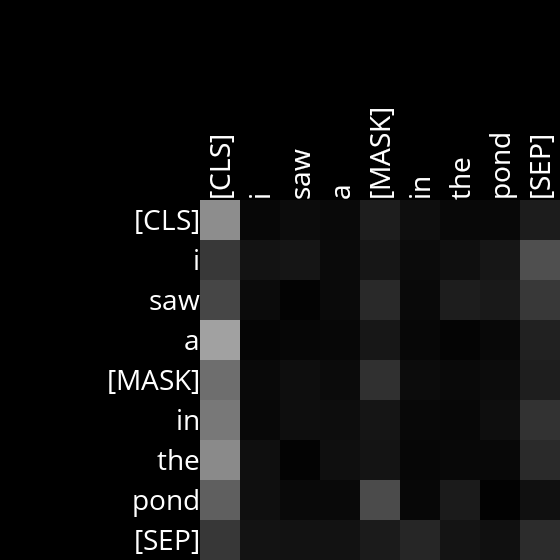 [CLS] i saw a [MASK] in the pond [SEP]
[CLS]
i
saw
a
[MASK]
in
the
pond
[SEP]